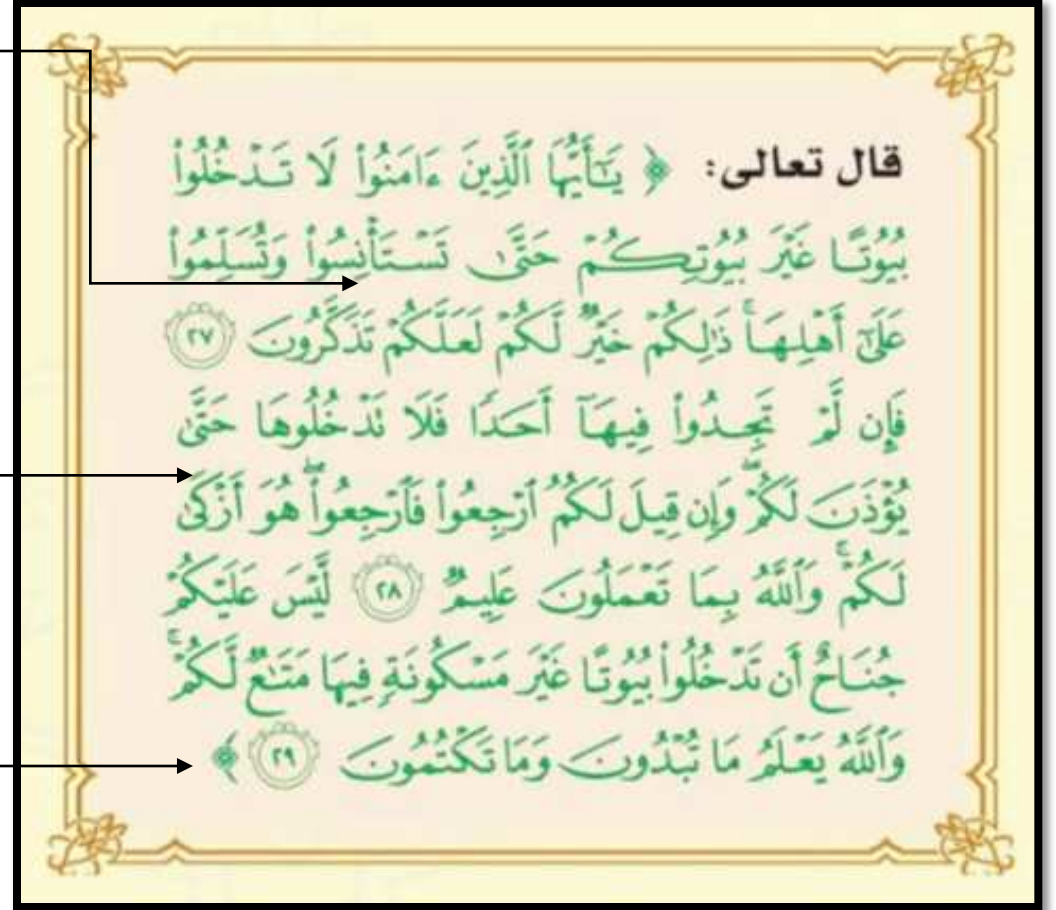 قال تعالى: ﴿ يَٰٓأَيُّهَا ٱلَّذِينَ ءَامَنُوا۟ لَا تَدْخُلُوا۟
بُيُوتًا غَيْرَ بُيُوتِكُمْ حَتَّىٰ تَسْتَأْنِسُوا۟ وَتُسَلِّمُوا۟
عَلَىٰٓ أَهْلِهَا ۚ ذَٰلِكُمْ خَيْرٌ لَّكُمْ لَعَلَّكُمْ تَذَكَّرُونَ ٢٧
فَإِن لَّمْ تَجِدُوا۟ فِيهَآ أَحَدًا فَلَا تَدْخُلُوهَا حَتَّىٰ
يُؤْذَنَ لَكُمْ ۖ وَإِن قِيلَ لَكُمُ ٱرْجِعُوا۟ فَٱرْجِعُوا۟ ۖ هُوَ أَزْكَىٰ
لَكُمْ ۚ وَٱللَّهُ بِمَا تَعْمَلُونَ عَلِيمٌ ٢٨ لَّيْسَ عَلَيْكُمْ
جُنَاحٌ أَن تَدْخُلُوا۟ بُيُوتًا غَيْرَ مَسْكُونَةٍ فِيهَا مَتَٰعٌ لَّكُمْ ۚ
وَٱللَّهُ يَعْلَمُ مَا تُبْدُونَ وَمَا تَكْتُمُونَ ٢٩ ﴾